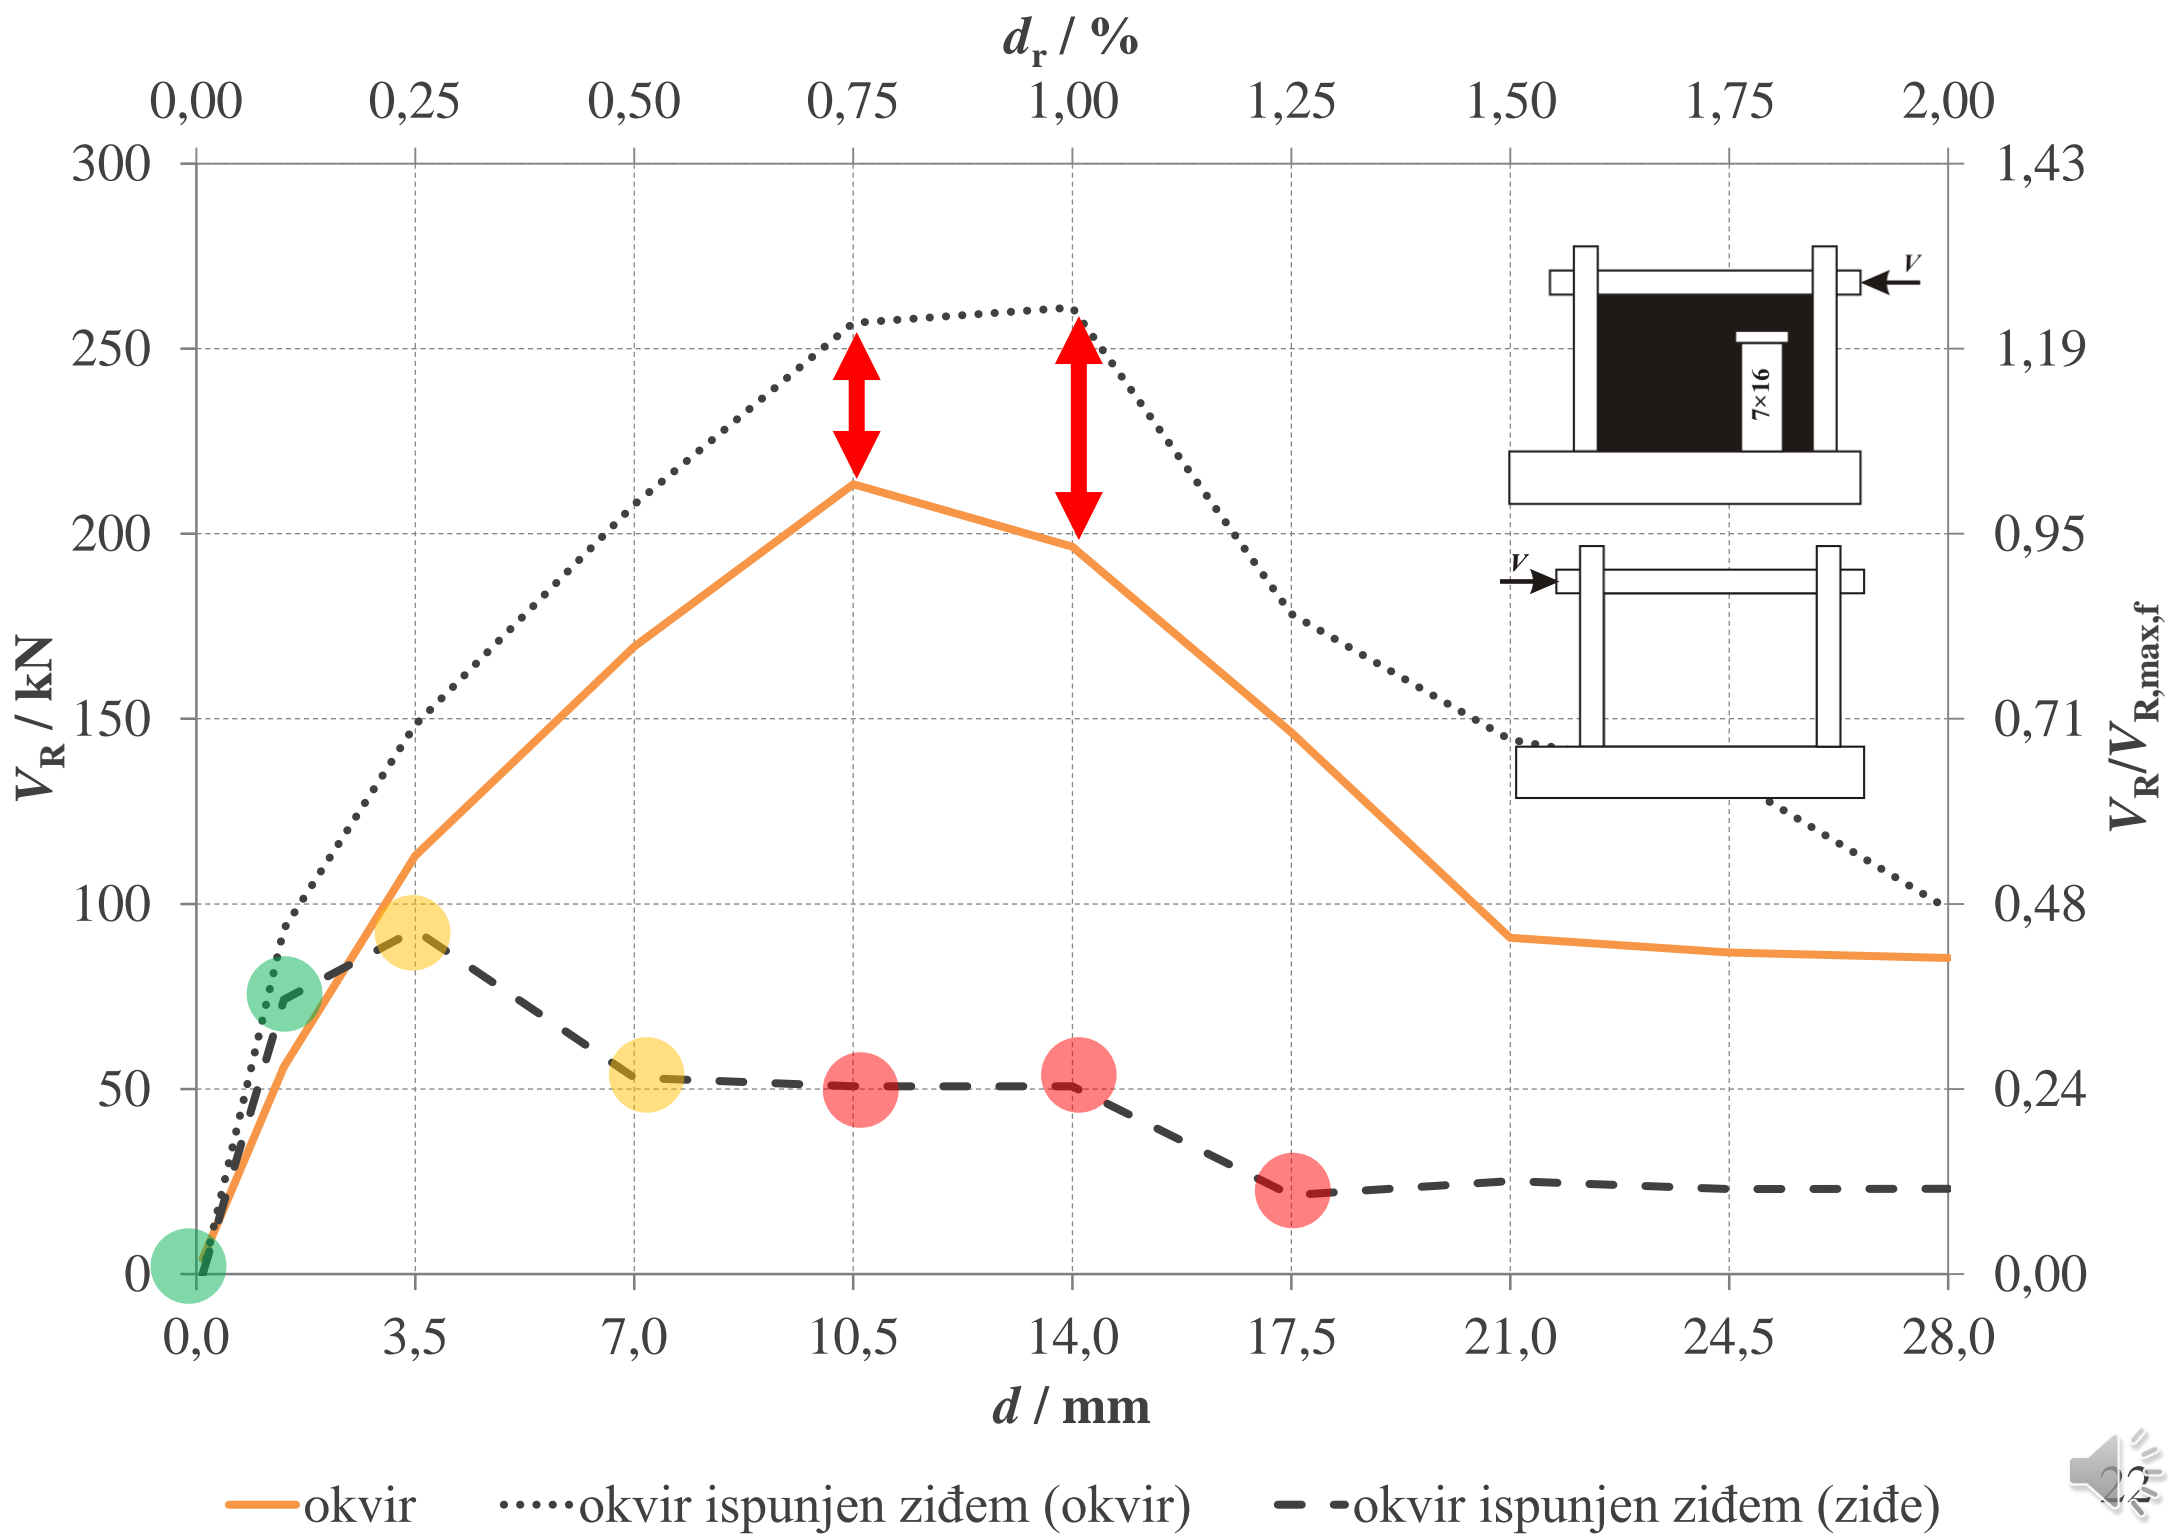 d_r / %
0,00 0,25 0,50 0,75 1,00 1,25 1,50 1,75 2,00
300 1,43
250 1,19
200 0,95
150 0,71
100 0,48
50 0,24
0 0,00
V_R / kN
V_R/V_R,max,f
V
7×16
V
0,0 3,5 7,0 10,5 14,0 17,5 21,0 24,5 28,0
d / mm
okvir okvir ispunjen ziđem (okvir) okvir ispunjen ziđem (ziđe)
22